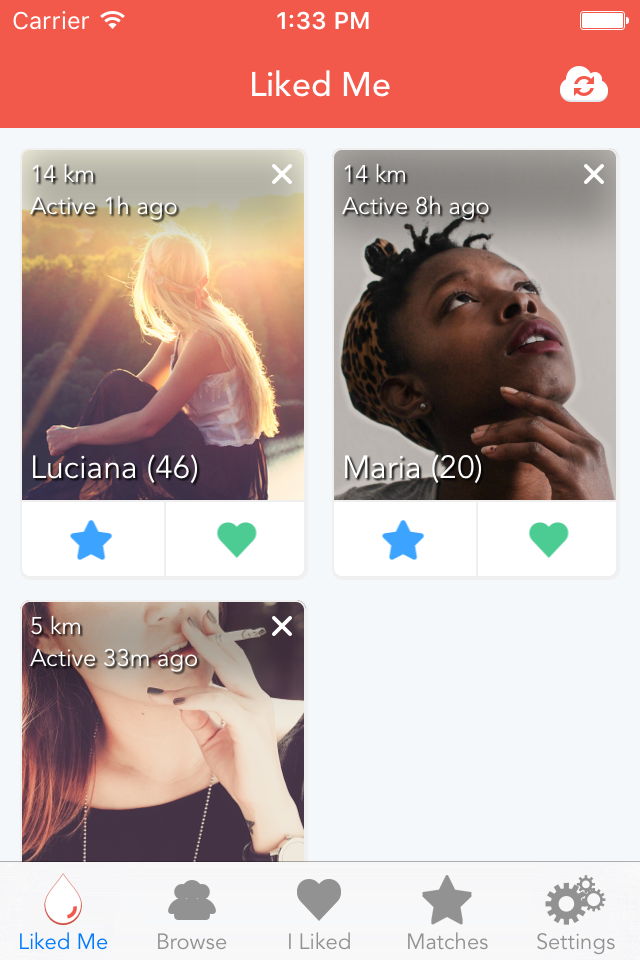 Carrier 1:33 PM
Liked Me
14 km
Active 1h ago
Luciana (46)
14 km
Active 8h ago
Maria (20)
5 km
Active 33m ago
Liked Me Browse I Liked Matches Settings